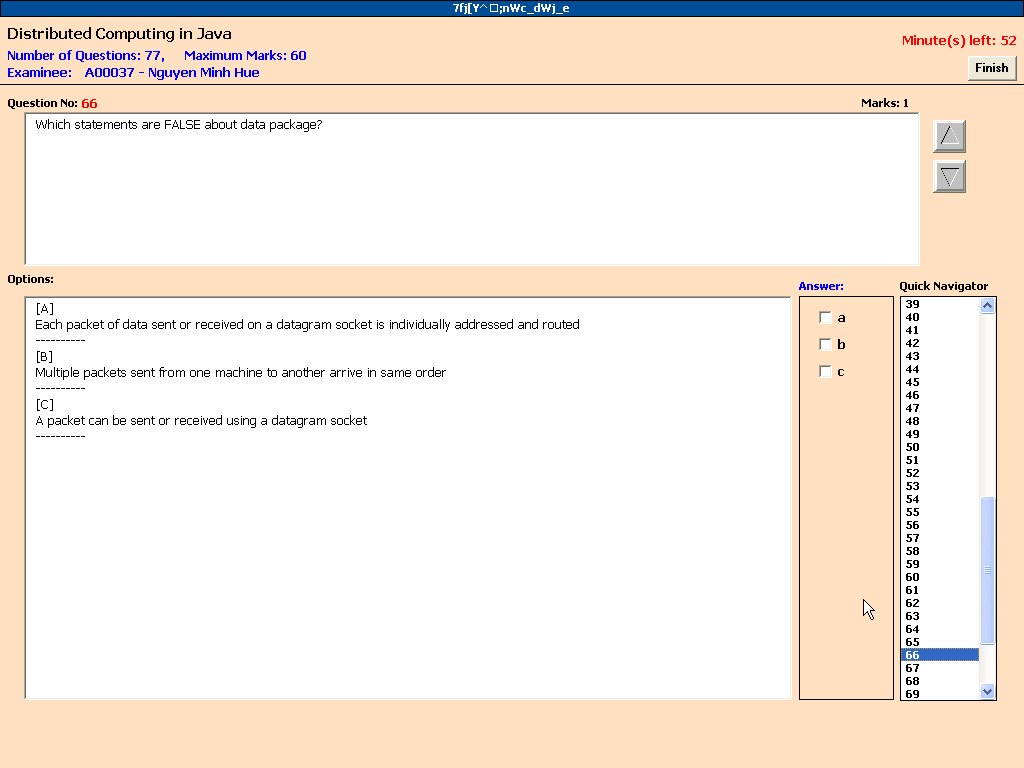 7fj[Y^ □;nWc_dWj_e
Distributed Computing in Java
Number of Questions: 77, Maximum Marks: 60
Minute(s) left: 52
Examinee: A00037 - Nguyen Minh Hue
Finish
Question No: 66
Marks: 1
Which statements are FALSE about data package?
Options:
Answer:
Quick Navigator
[A]
Each packet of data sent or received on a datagram socket is individually addressed and routed
----------
[B]
Multiple packets sent from one machine to another arrive in same order
----------
[C]
A packet can be sent or received using a datagram socket
----------
a
b
c
39
40
41
42
43
44
45
46
47
48
49
50
51
52
53
54
55
56
57
58
59
60
61
62
63
64
65
66
67
68
69